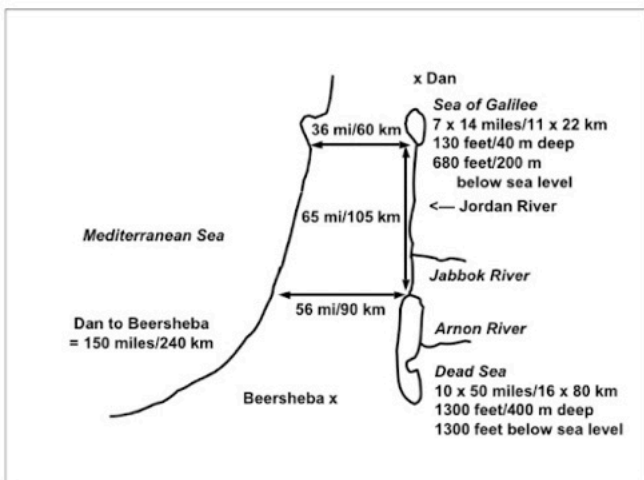 x Dan
Sea of Galilee
7 x 14 miles/11 x 22 km
130 feet/40 m deep
680 feet/200 m
below sea level
36 mi/60 km
<— Jordan River
65 mi/105 km
Mediterranean Sea
Jabbok River
56 mi/90 km
Dan to Beersheba
= 150 miles/240 km
Arnon River
Dead Sea
10 x 50 miles/16 x 80 km
1300 feet/400 m deep
1300 feet below sea level
Beersheba x